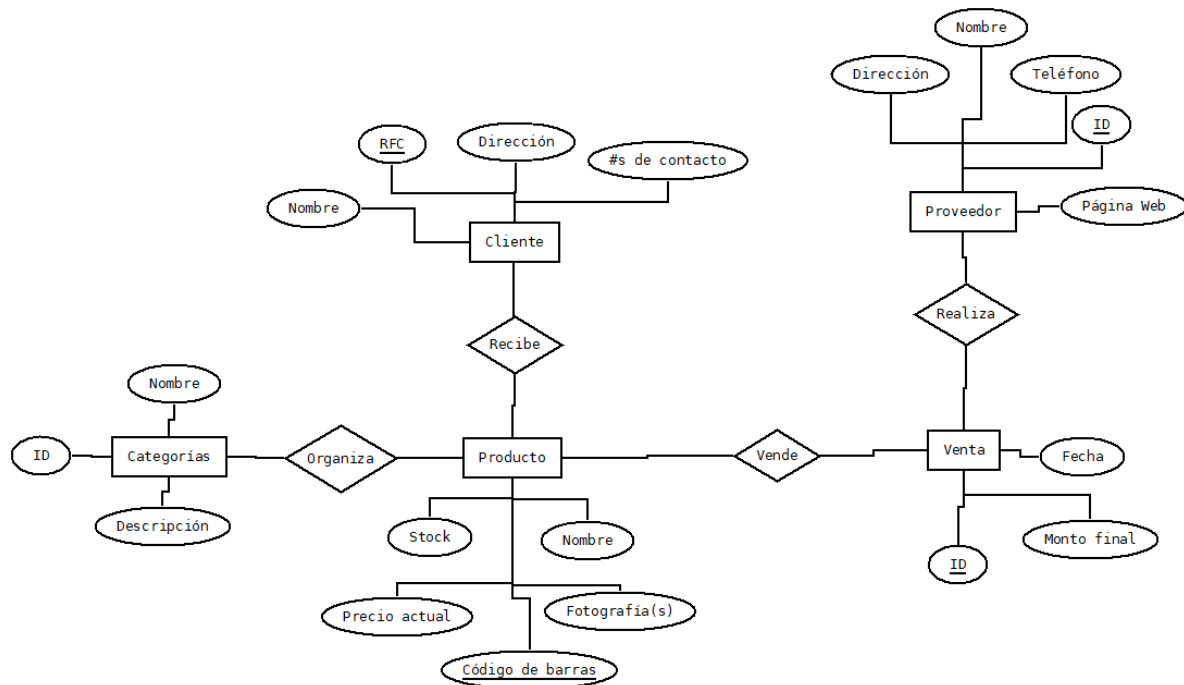 Nombre
Dirección
Teléfono
ID
RFC
Dirección
#s de contacto
Nombre
Proveedor
Página Web
Cliente
Realiza
Recibe
Nombre
ID
Categorías
Organiza
Producto
Vende
Venta
Fecha
Descripción
Stock
Nombre
Monto final
ID
Precio actual
Fotografía(s)
Código de barras